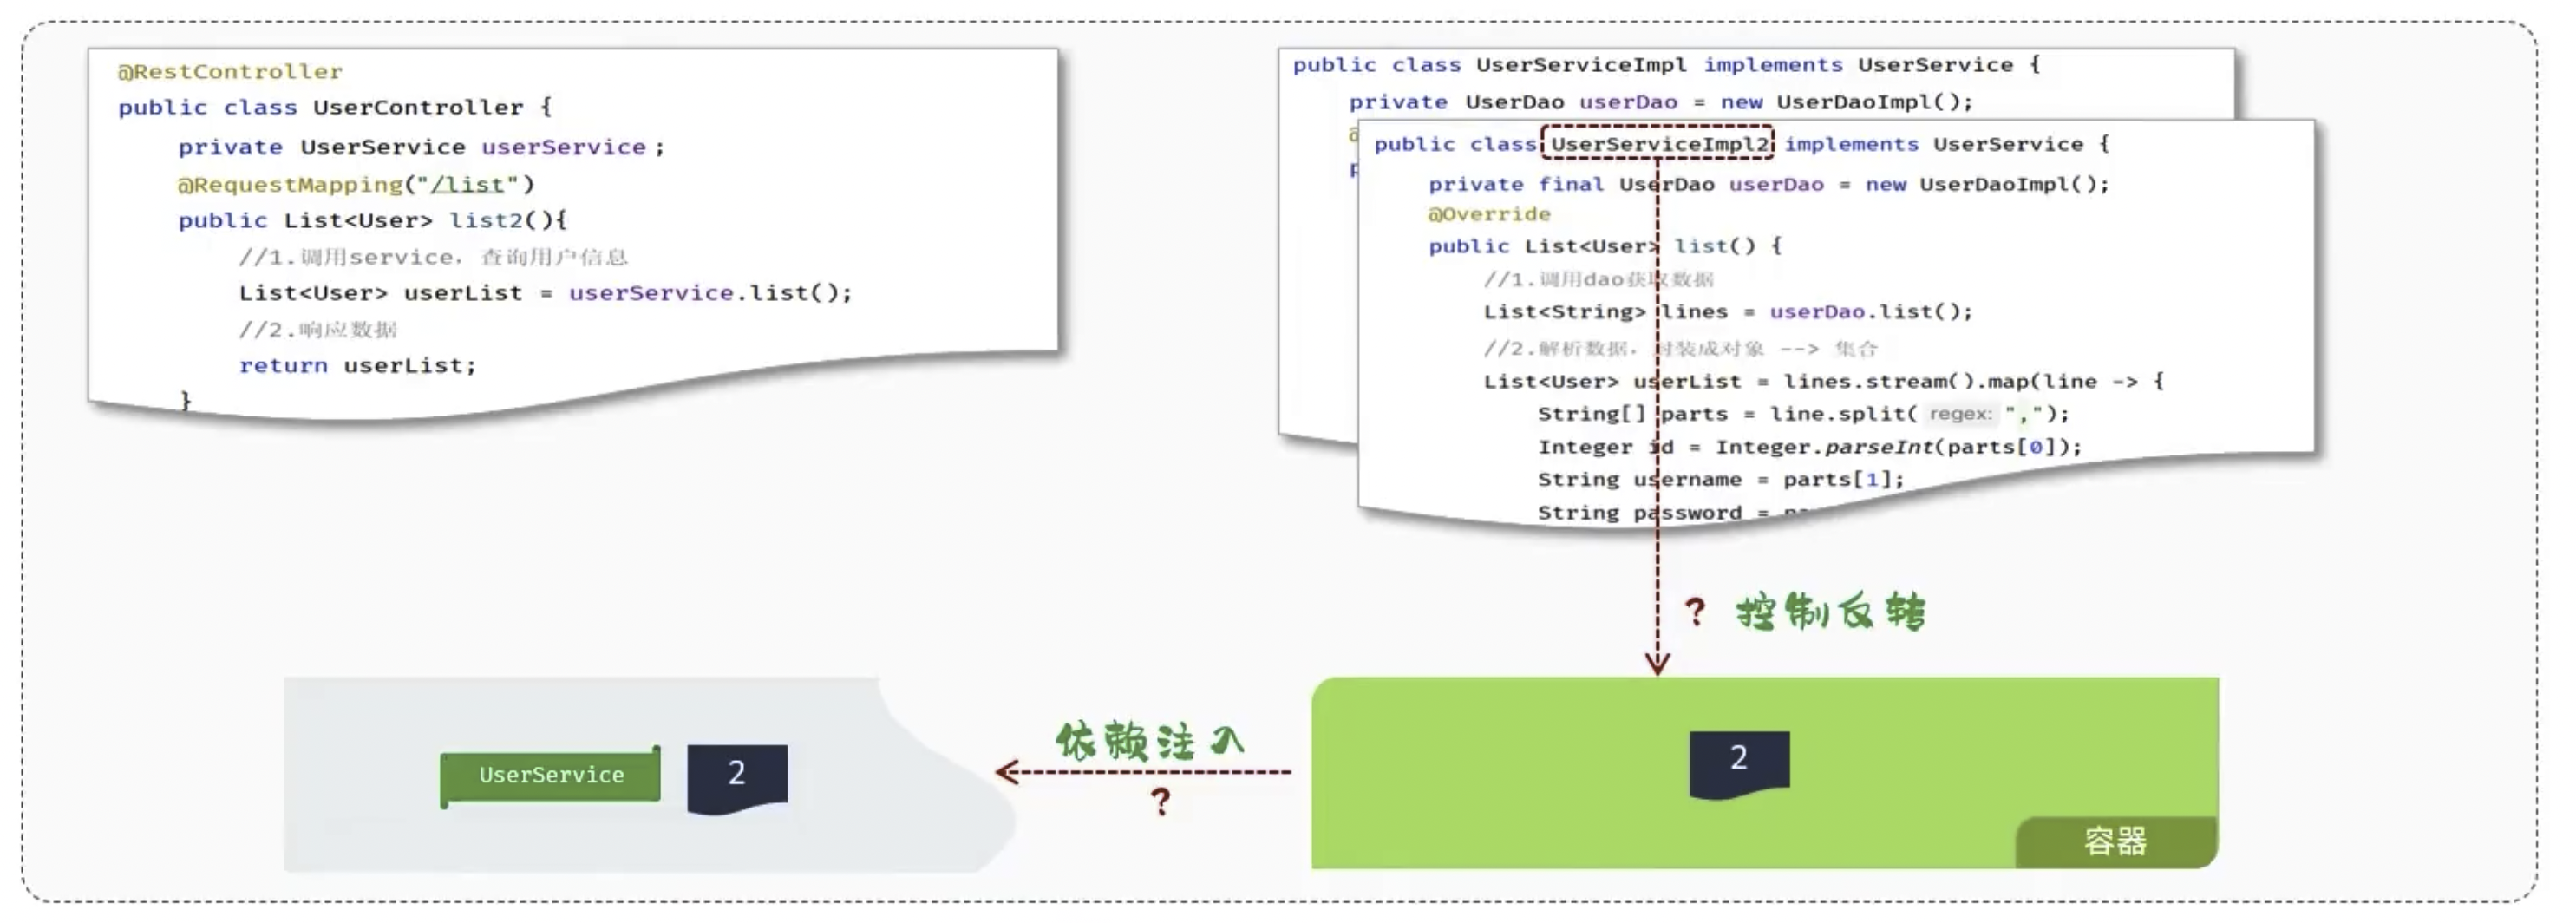 @RestController
public class UserController {
private UserService userService;
@RequestMapping("/list")
public List<User> list2(){
//1.调用service，查询用户信息
List<User> userList = userService.list();
//2.响应数据
return userList;
}
public class UserServiceImpl implements UserService {
private UserDao userDao = new UserDaoImpl();
public class UserServiceImpl2 implements UserService {
private final UserDao userDao = new UserDaoImpl();
@Override
public List<User> list() {
//1.调用dao获取数据
List<String> lines = userDao.list();
//2.解析数据，封装成对象 --> 集合
List<User> userList = lines.stream().map(line -> {
String[] parts = line.split( regex: ",");
Integer id = Integer.parseInt(parts[0]);
String username = parts[1];
String password =
? 控制反转
依赖注入
?
UserService
2
2
容器